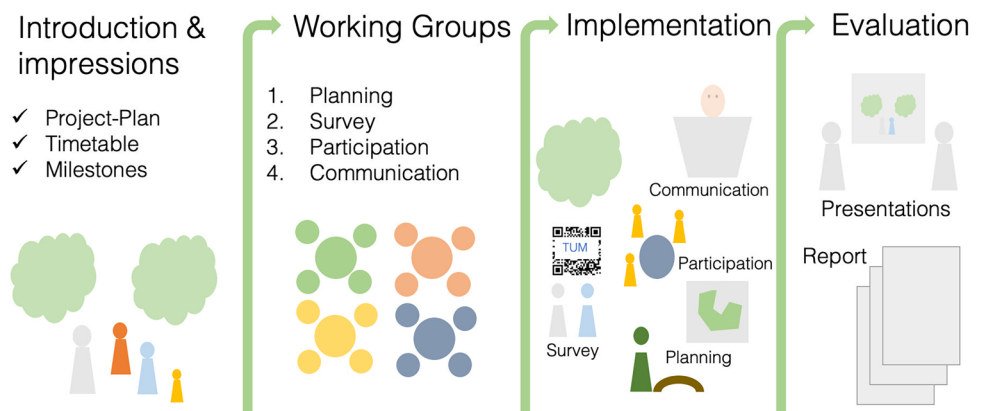 Introduction &
impressions
✓ Project-Plan
✓ Timetable
✓ Milestones
Working Groups
1. Planning
2. Survey
3. Participation
4. Communication
Implementation
Communication
TUM
Participation
Survey
Planning
Evaluation
Presentations
Report